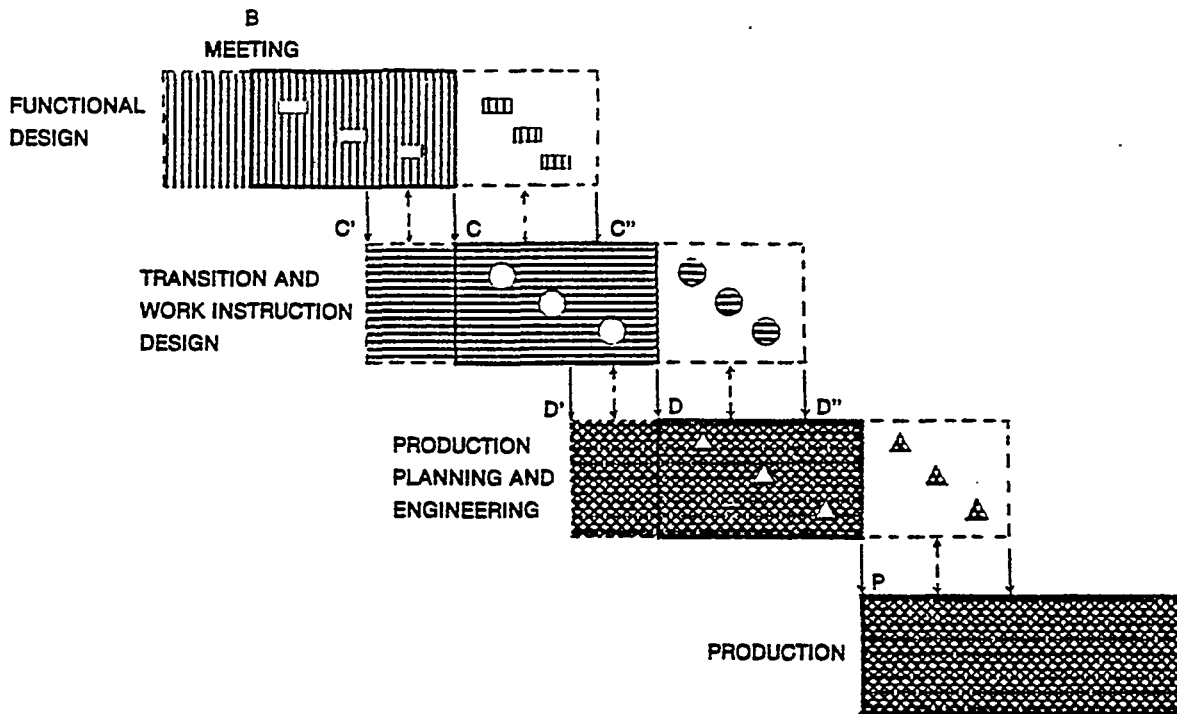 B
MEETING
FUNCTIONAL
DESIGN
C'
C
C"
TRANSITION AND
WORK INSTRUCTION
DESIGN
D'
D
D"
PRODUCTION
PLANNING AND
ENGINEERING
P
PRODUCTION